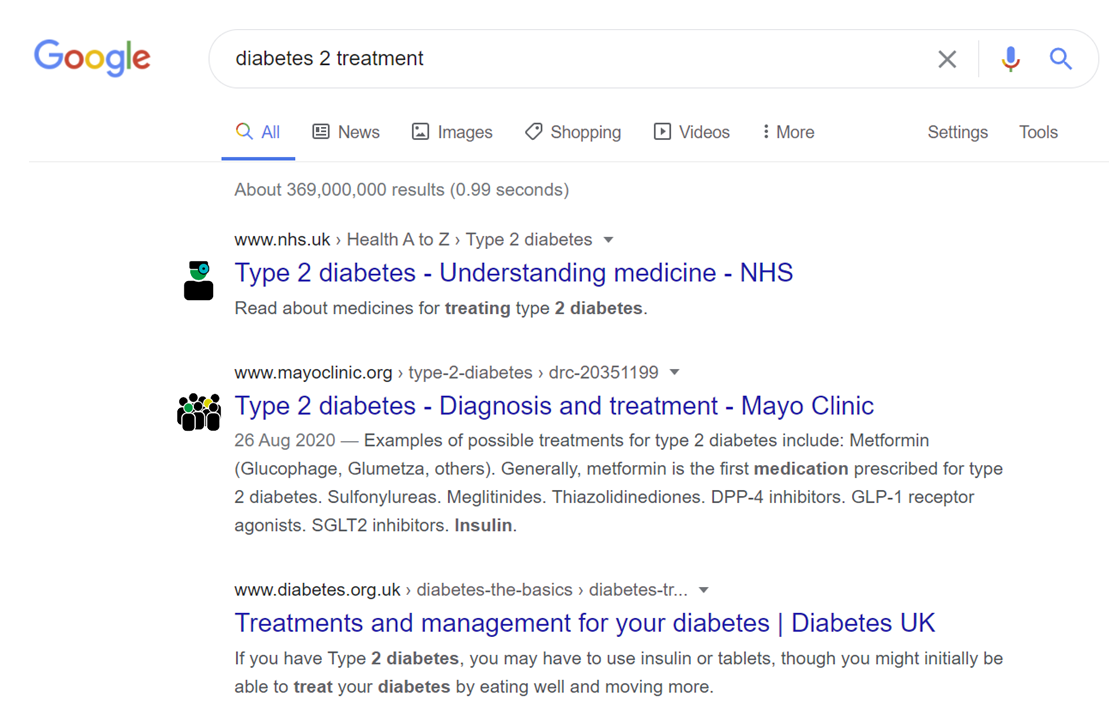 Google
diabetes 2 treatment
All News Images Shopping Videos More Settings Tools
About 369,000,000 results (0.99 seconds)
www.nhs.uk › Health A to Z › Type 2 diabetes
Type 2 diabetes - Understanding medicine - NHS
Read about medicines for treating type 2 diabetes.
www.mayoclinic.org › type-2-diabetes › drc-20351199
Type 2 diabetes - Diagnosis and treatment - Mayo Clinic
26 Aug 2020 — Examples of possible treatments for type 2 diabetes include: Metformin
(Glucophage, Glumetza, others). Generally, metformin is the first medication prescribed for type
2 diabetes. Sulfonylureas. Meglitinides. Thiazolidinediones. DPP-4 inhibitors. GLP-1 receptor
agonists. SGLT2 inhibitors. Insulin.
www.diabetes.org.uk › diabetes-the-basics › diabetes-tr...
Treatments and management for your diabetes | Diabetes UK
If you have Type 2 diabetes, you may have to use insulin or tablets, though you might initially be
able to treat your diabetes by eating well and moving more.